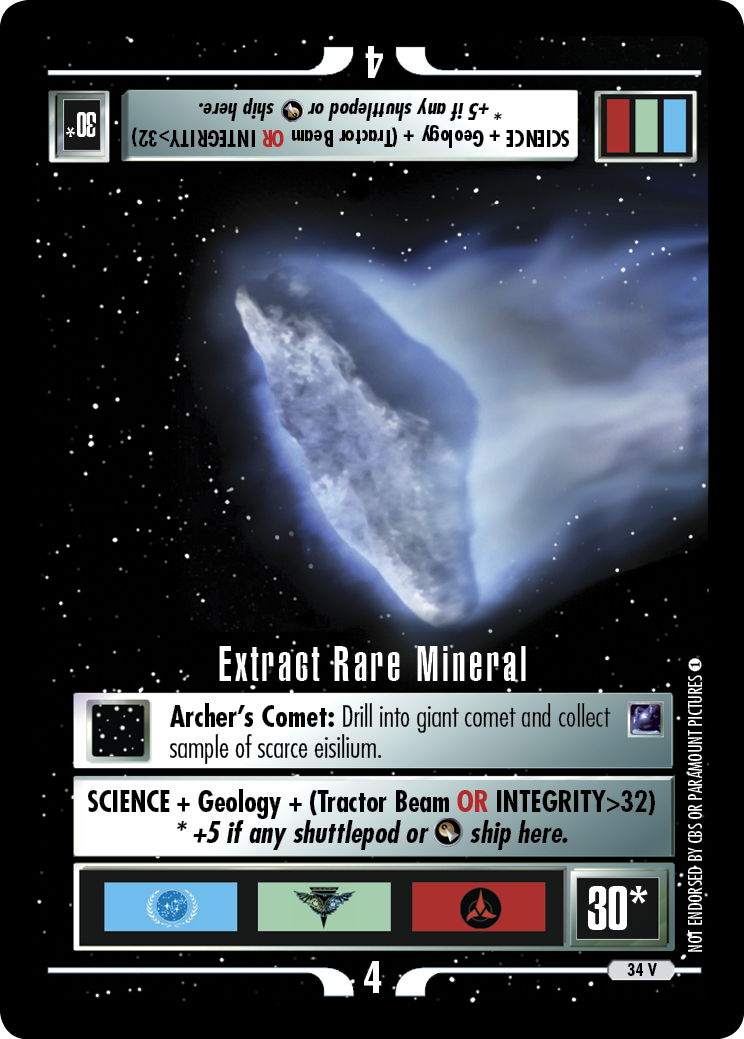 4
30*
* +5 if any shuttlepod or ship here.
SCIENCE + Geology + (Tractor Beam OR INTEGRITY>32)
Extract Rare Mineral
Archer's Comet: Drill into giant comet and collect
sample of scarce eisilium.
SCIENCE + Geology + (Tractor Beam OR INTEGRITY>32)
* +5 if any shuttlepod or ship here.
30*
4
34 V
NOT ENDORSED BY CBS OR PARAMOUNT PICTURES 1